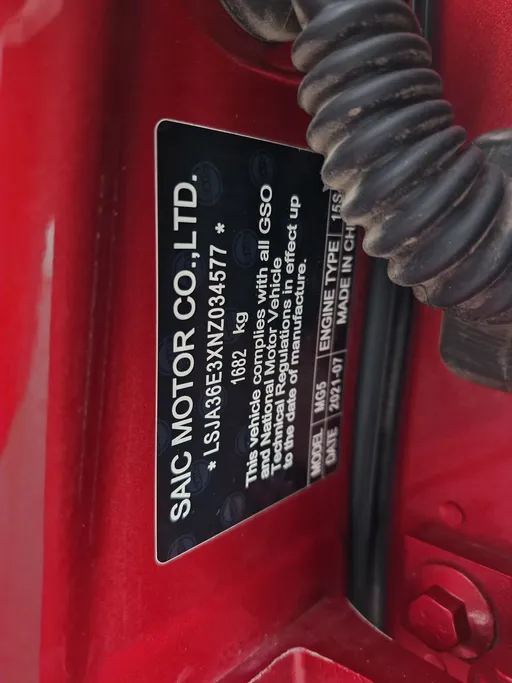 SAIC MOTOR CO.,LTD.
* LSJA36E3XNZ034577 *
1682 kg
This vehicle complies with all GSO
and National Motor Vehicle
Technical Regulations in effect up
to the date of manufacture.
MODEL MG5 ENGINE TYPE
DATE 2021-07 MADE IN